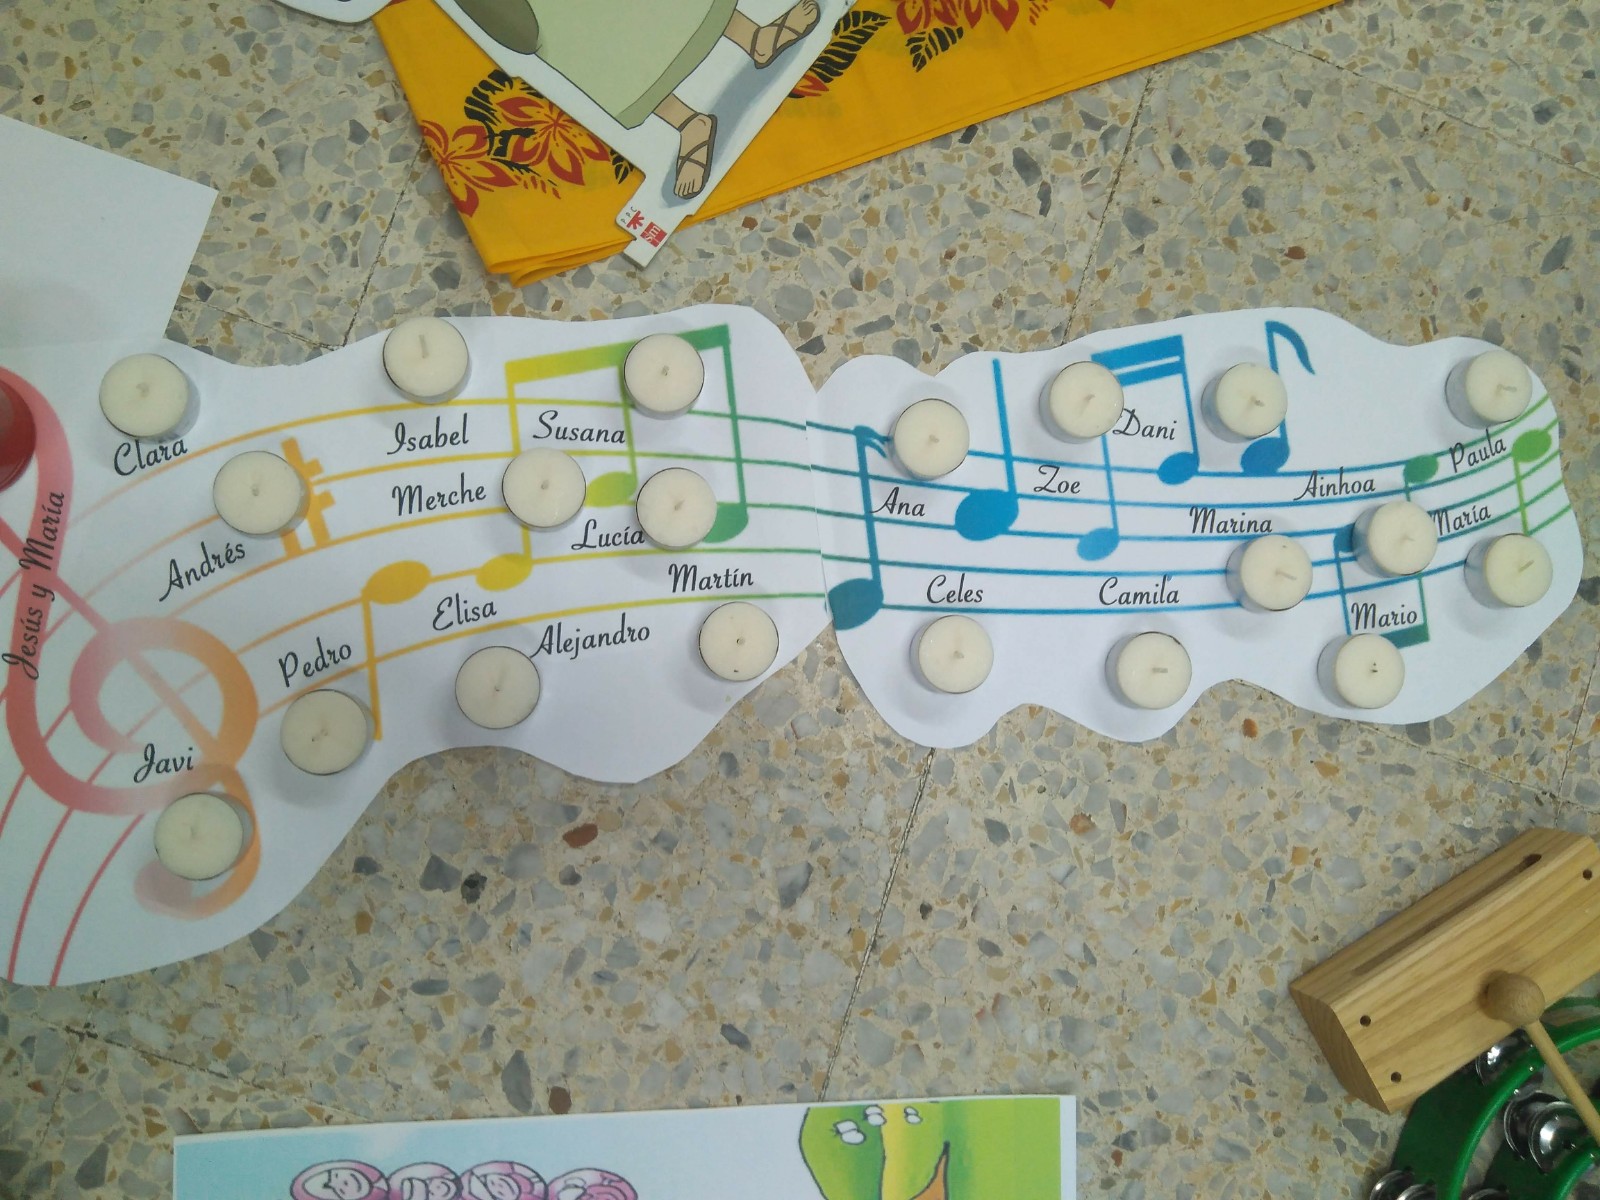 Jesús y María
Clara
Andrés
Javi
Pedro
Isabel
Merche
Elisa
Susana
Lucía
Alejandro
Martín
Ana
Celes
Zoe
Camila
Dani
Marina
Ainhoa
Mario
María
Paula